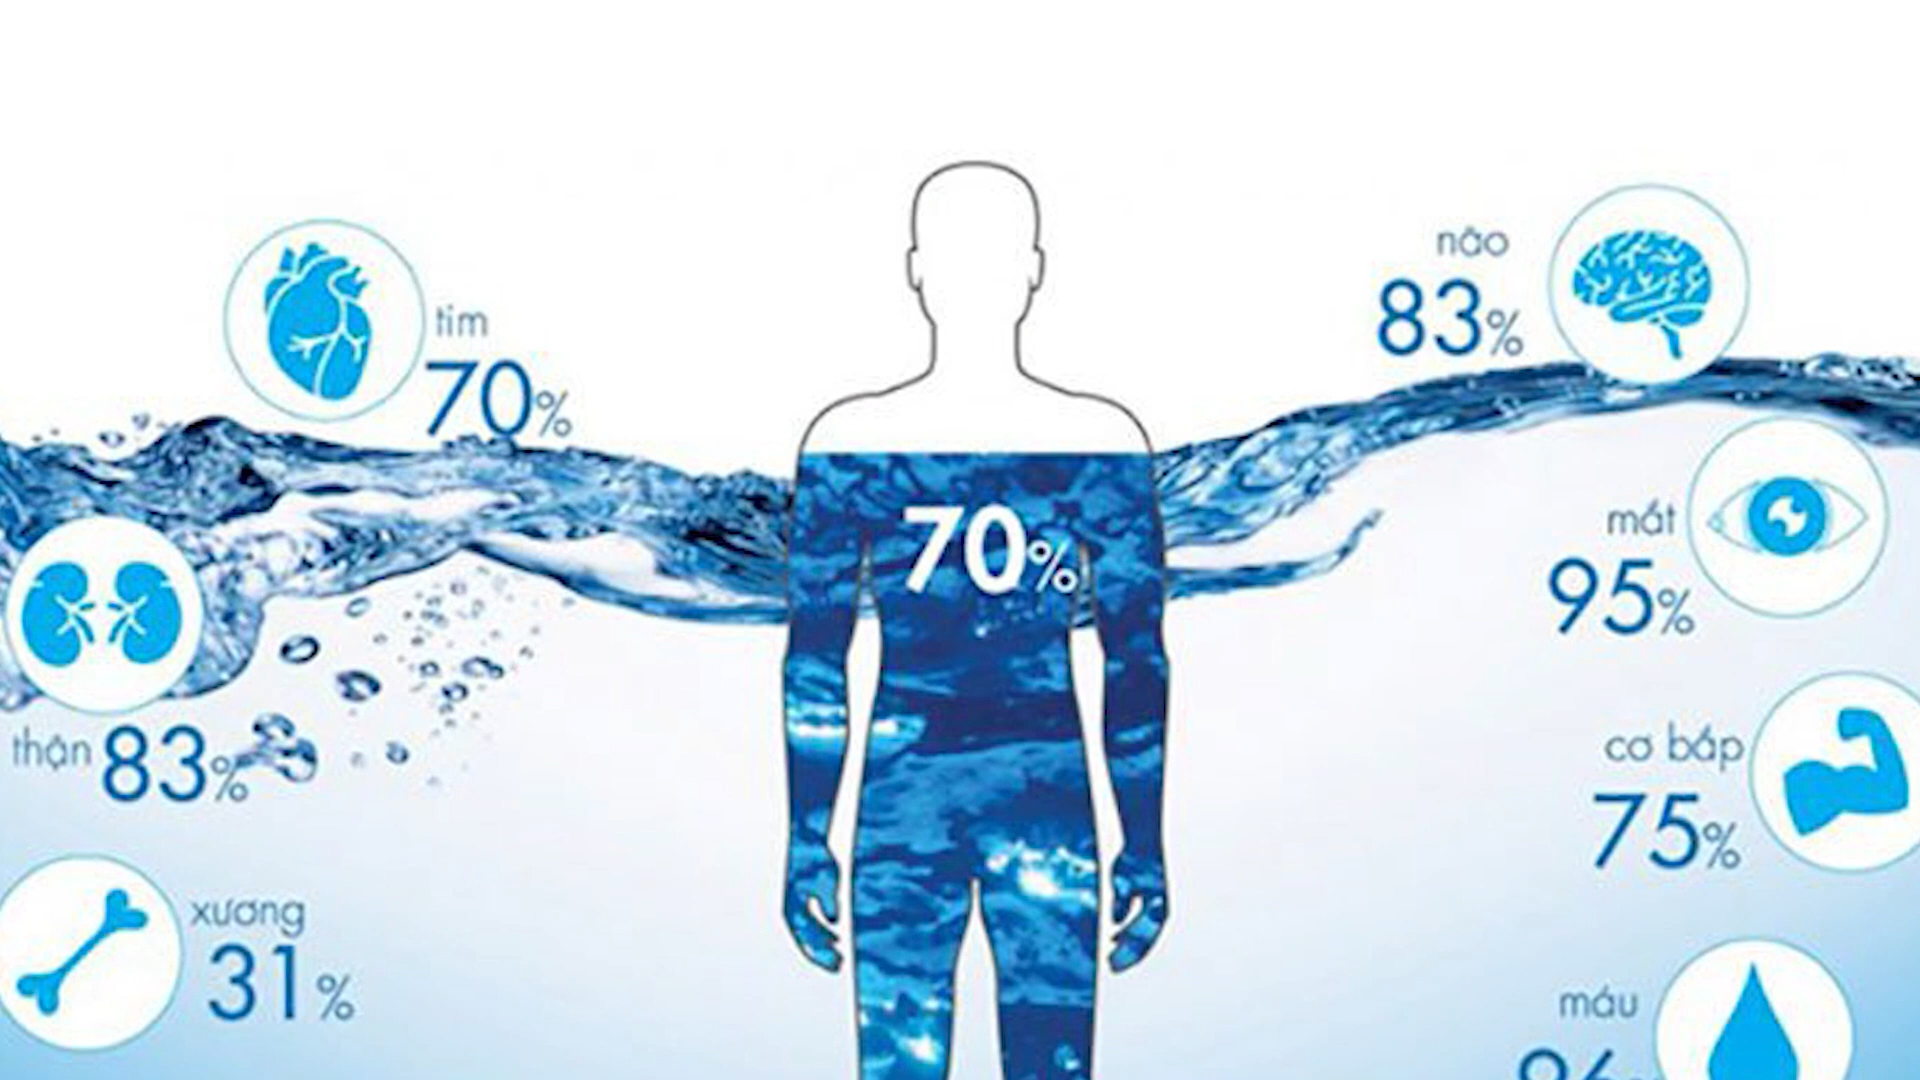 tim
70%
não
83%
70%
mắt
95%
thận 83%
cơ bắp
75%
xương
31%
máu